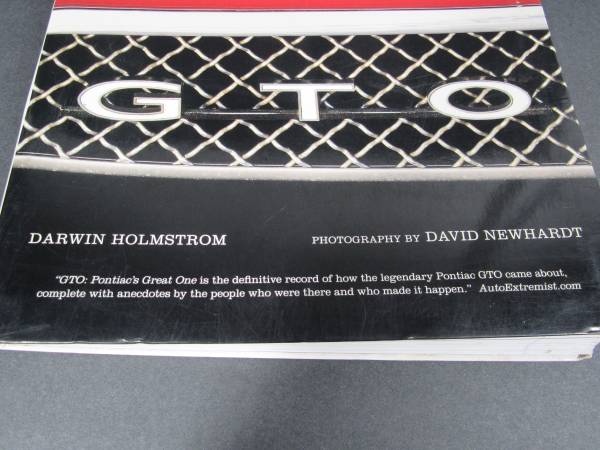 GTO
DARWIN HOLMSTROM PHOTOGRAPHY BY DAVID NEWHARDT
"GTO: Pontiac's Great One is the definitive record of how the legendary Pontiac GTO came about,
complete with anecdotes by the people who were there and who made it happen." AutoExtremist.com